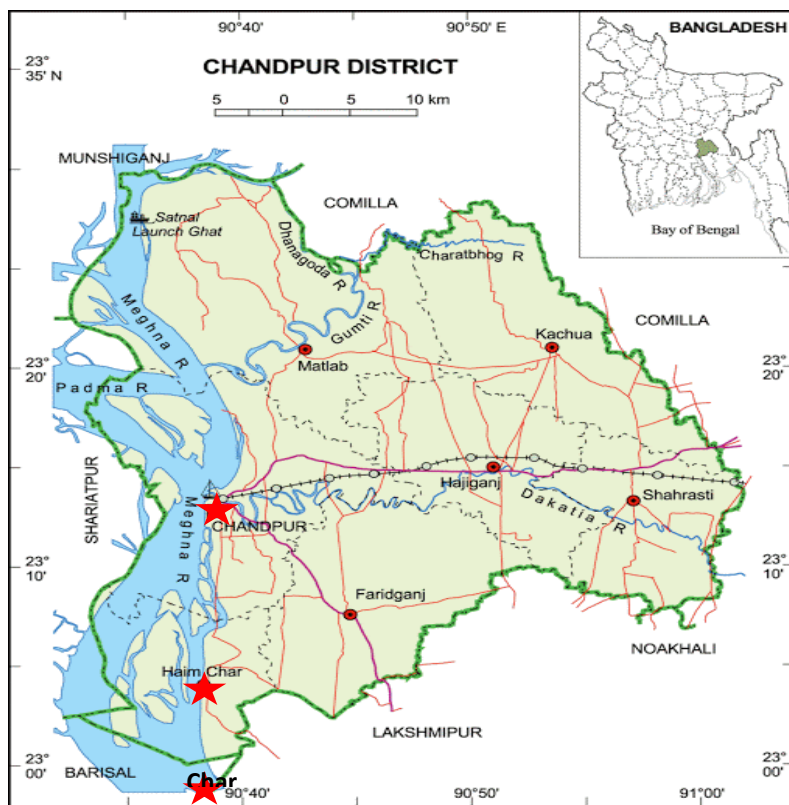 90°40'
90°50' E
23°
35' N
BANGLADESH
CHANDPUR DISTRICT
5 0 5 10 km
Bay of Bengal
MUNSHIGANJ
COMILLA
Satnal
Launch Ghat
Dhanagoda R
Charatbhog R
Meghna R
Gumti R
Kachua
COMILLA
Matlab
23°
20'
23°
20'
Padma R
SHARIATPUR
Hajiganj
Shahrasti
Meghna R
CHANDPUR
Dakatia R
23°
10'
23°
10'
Faridganj
NOAKHALI
Haim Char
LAKSHMIPUR
23°
00'
23°
00'
BARISAL
Char
90°40'
90°50'
91°00'